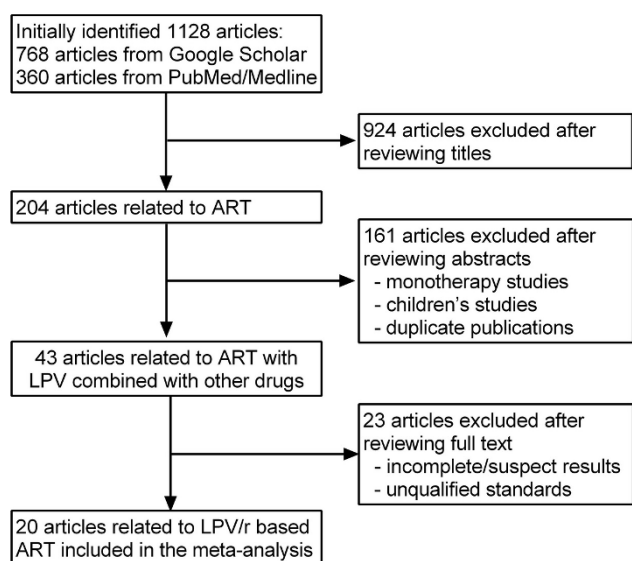 Initially identified 1128 articles:
768 articles from Google Scholar
360 articles from PubMed/Medline
924 articles excluded after
reviewing titles
204 articles related to ART
161 articles excluded after
reviewing abstracts
- monotherapy studies
- children's studies
- duplicate publications
43 articles related to ART with
LPV combined with other drugs
23 articles excluded after
reviewing full text
- incomplete/suspect results
- unqualified standards
20 articles related to LPV/r based
ART included in the meta-analysis